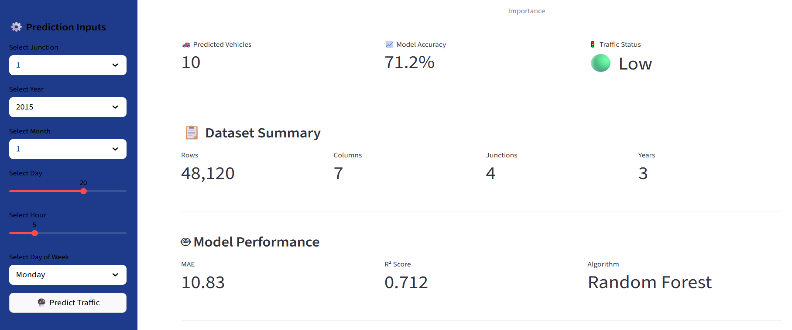 Prediction Inputs
Select Junction
1
Select Year
2015
Select Month
1
Select Day
20
Select Hour
5
Select Day of Week
Monday
Predict Traffic
Importance
Predicted Vehicles
10
Model Accuracy
71.2%
Traffic Status
Low
Dataset Summary
Rows
48,120
Columns
7
Junctions
4
Years
3
Model Performance
MAE
10.83
R² Score
0.712
Algorithm
Random Forest